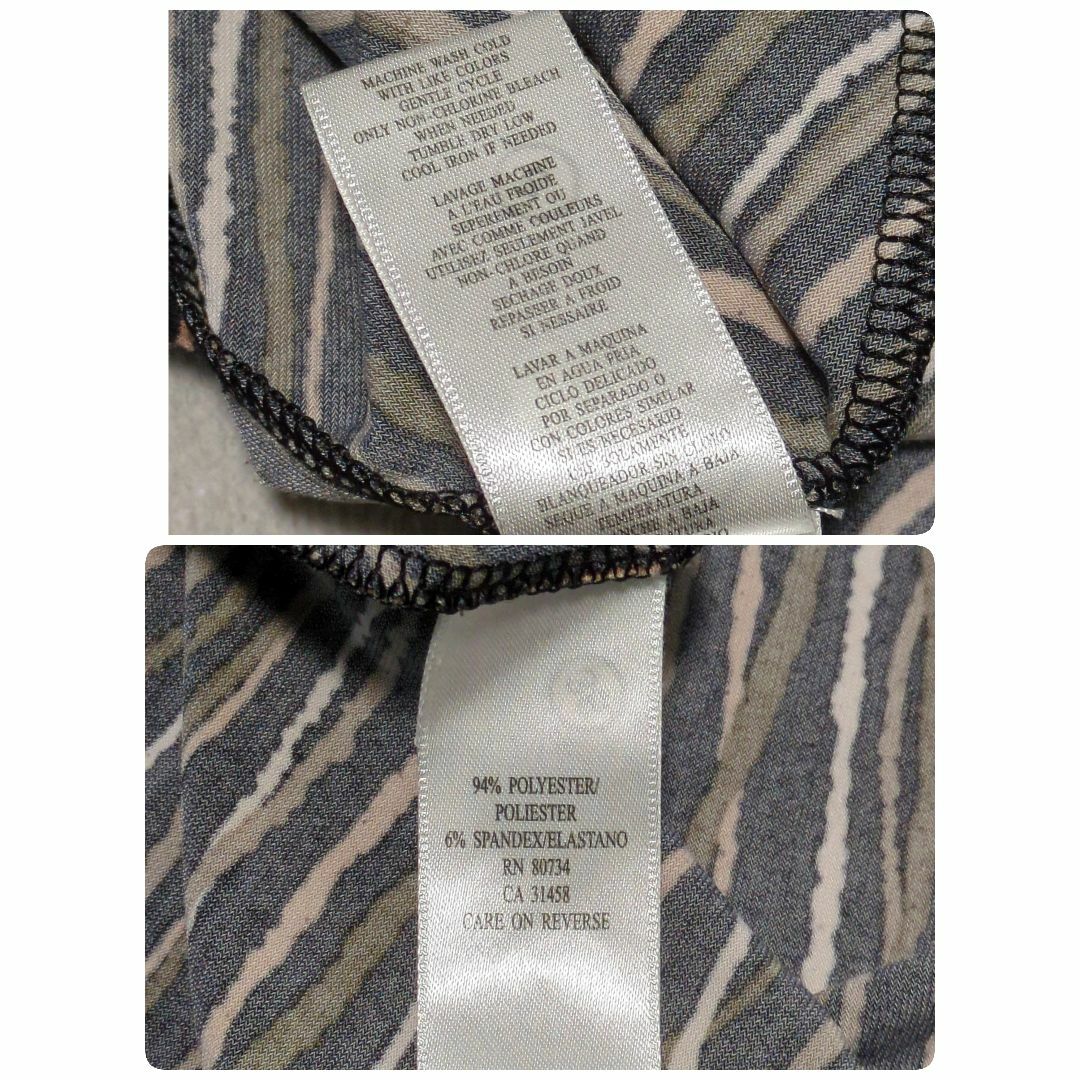 MACHINE WASH COLD
WITH LIKE COLORS
GENTLE CYCLE
ONLY NON-CHLORINE BLEACH
WHEN NEEDED
TUMBLE DRY LOW
COOL IRON IF NEEDED
LAVAGE MACHINE
A L'EAU FROIDE
SEPEREMENT OU
AVEC COMME COULEURS
UTILISEZ SEULEMENT JAVEL
NON-CHLORE QUAND
A BESOIN
SECHAGE DOUX
REPASSER A FROID
SI NESSAIRE
LAVAR A MAQUINA
EN AGUA FRIA
CICLO DELICADO
POR SEPARADO O
CON COLORES SIMILAR
SI ES NECESARIO
SOLAMENTE
BLANQUEADOR SIN CLORO
SEQUE A MAQUINA A BAJA
TEMPERATURA
A BAJA
94% POLYESTER/
POLIESTER
6% SPANDEX/ELASTANO
RN 80734
CA 31458
CARE ON REVERSE